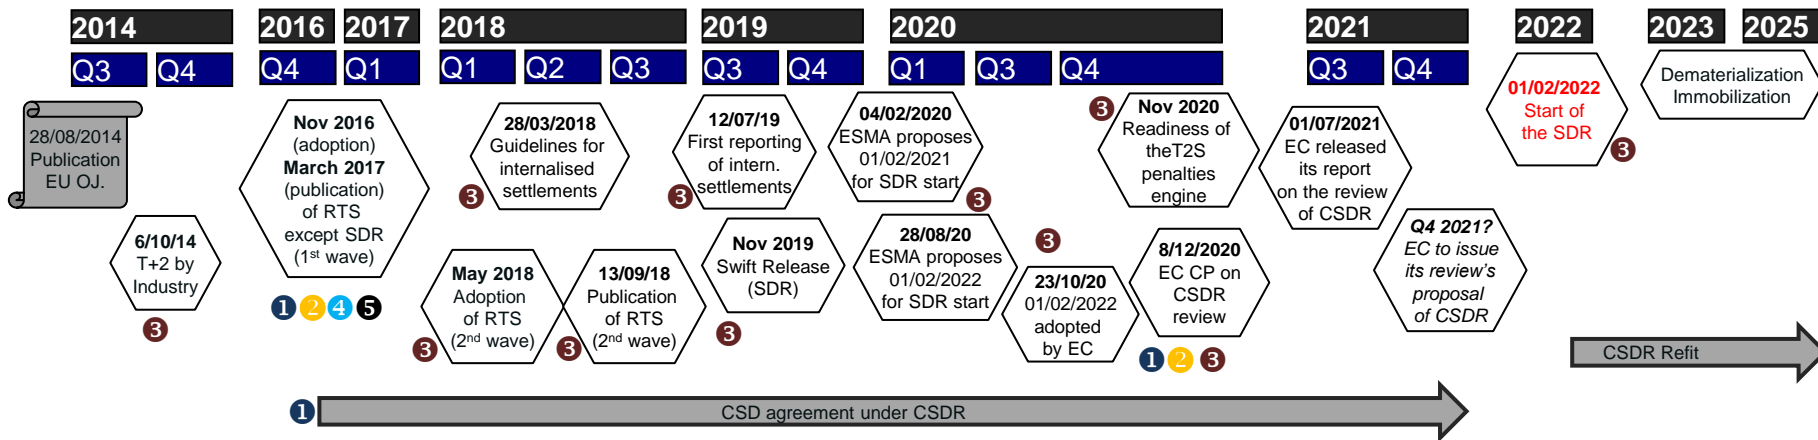 2014
2016
2017
2018
2019
2020
2021
2022
2023
2025
Q3
Q4
Q4
Q1
Q1
Q2
Q3
Q3
Q4
Q1
Q3
Q4
Q3
Q4
28/08/2014
Publication
EU OJ.
6/10/14
T+2 by
Industry
3
Nov 2016
(adoption)
March 2017
(publication)
of RTS
except SDR
(1st wave)
1 2 4 5
28/03/2018
Guidelines for
internalised
settlements
3
May 2018
Adoption
of RTS
(2nd wave)
3
13/09/18
Publication
of RTS
(2nd wave)
3
12/07/19
First reporting
of intern.
settlements
3
Nov 2019
Swift Release
(SDR)
3
04/02/2020
ESMA proposes
01/02/2021
for SDR start
3
28/08/20
ESMA proposes
01/02/2022
for SDR start
3
23/10/20
01/02/2022
adopted
by EC
3
Nov 2020
Readiness of
theT2S
penalties
engine
8/12/2020
EC CP on
CSDR
review
1 2 3
01/07/2021
EC released
its report
on the review
of CSDR
Q4 2021?
EC to issue
its review's
proposal
of CSDR
01/02/2022
Start of
the SDR
3
Dematerialization
Immobilization
CSDR Refit
1
CSD agreement under CSDR